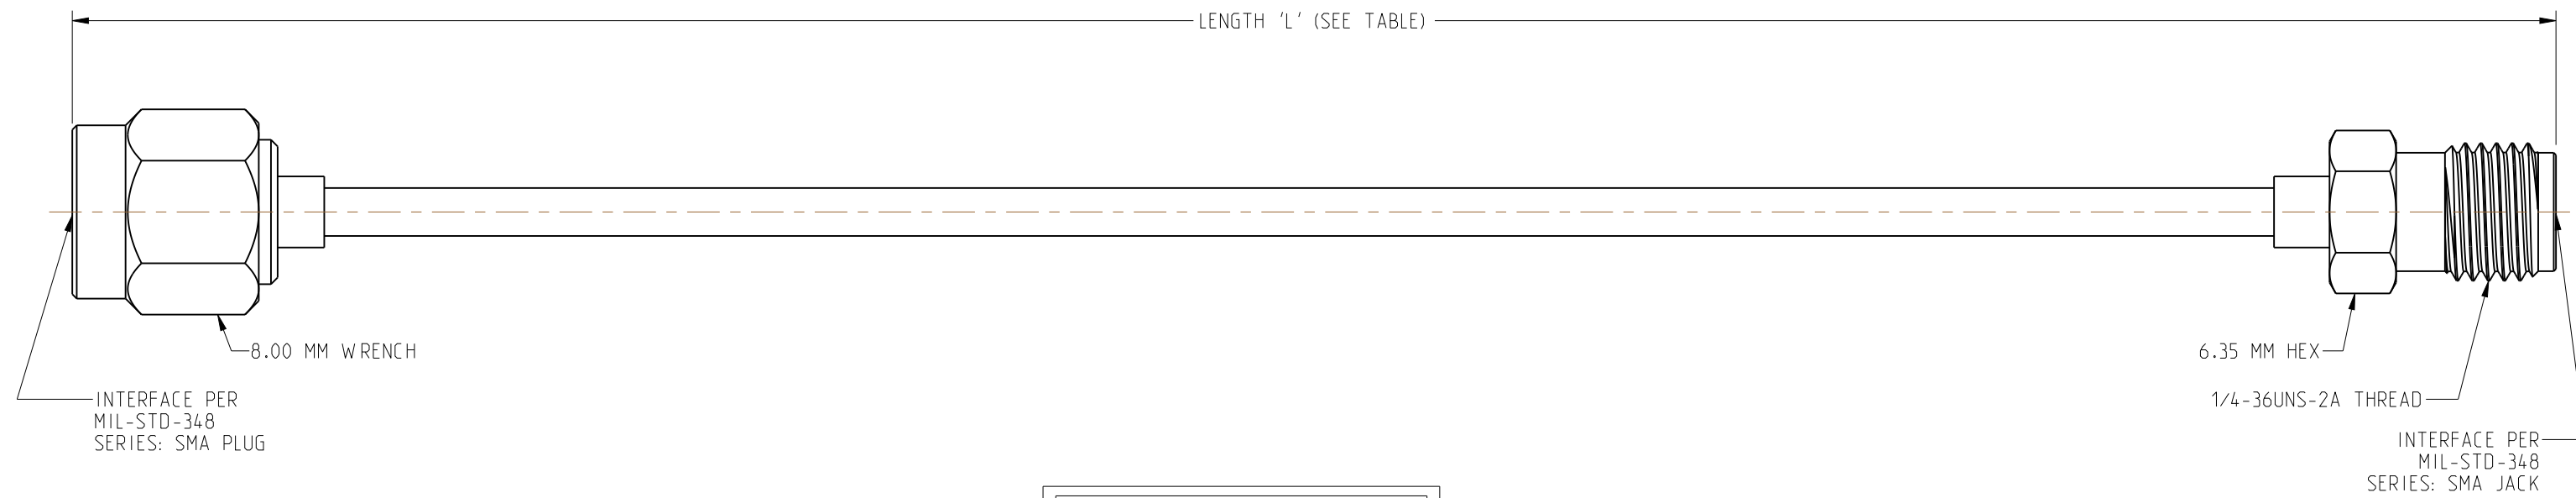 LENGTH 'L' (SEE TABLE)
8.00 MM WRENCH
INTERFACE PER
MIL-STD-348
SERIES: SMA PLUG
6.35 MM HEX
1/4-36UNS-2A THREAD
INTERFACE PER
MIL-STD-348
SERIES: SMA JACK